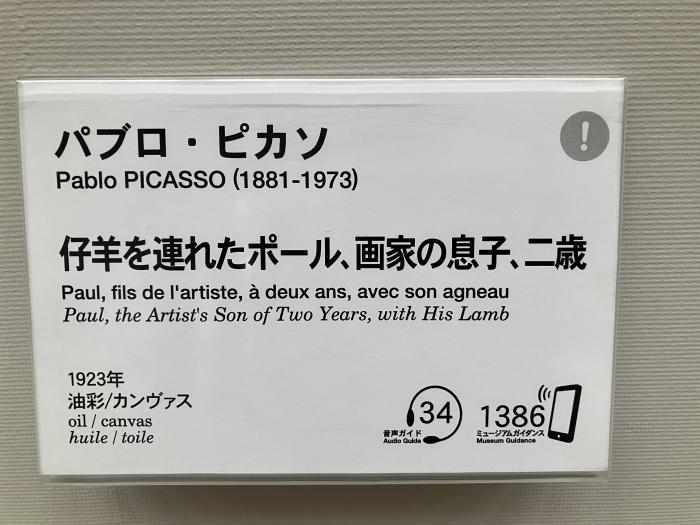 パブロ・ピカソ
!
Pablo PICASSO (1881-1973)
仔羊を連れたポール、画家の息子、二歳
Paul, fils de l'artiste, à deux ans, avec son agneau
Paul, the Artist's Son of Two Years, with His Lamb
1923年
油彩/カンヴァス
oil / canvas
huile / toile
34
音声ガイド
Audio Guide
1386
ミュージアムガイダンス
Museum Guidance